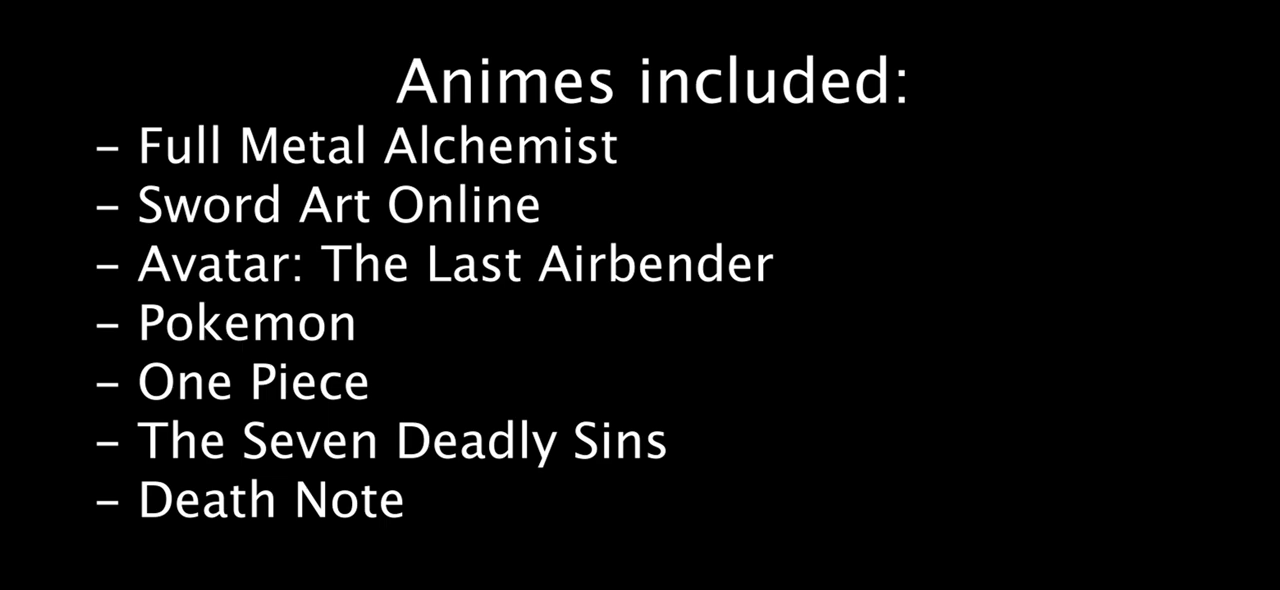 Animes included:
– Full Metal Alchemist
– Sword Art Online
– Avatar: The Last Airbender
– Pokemon
– One Piece
– The Seven Deadly Sins
– Death Note